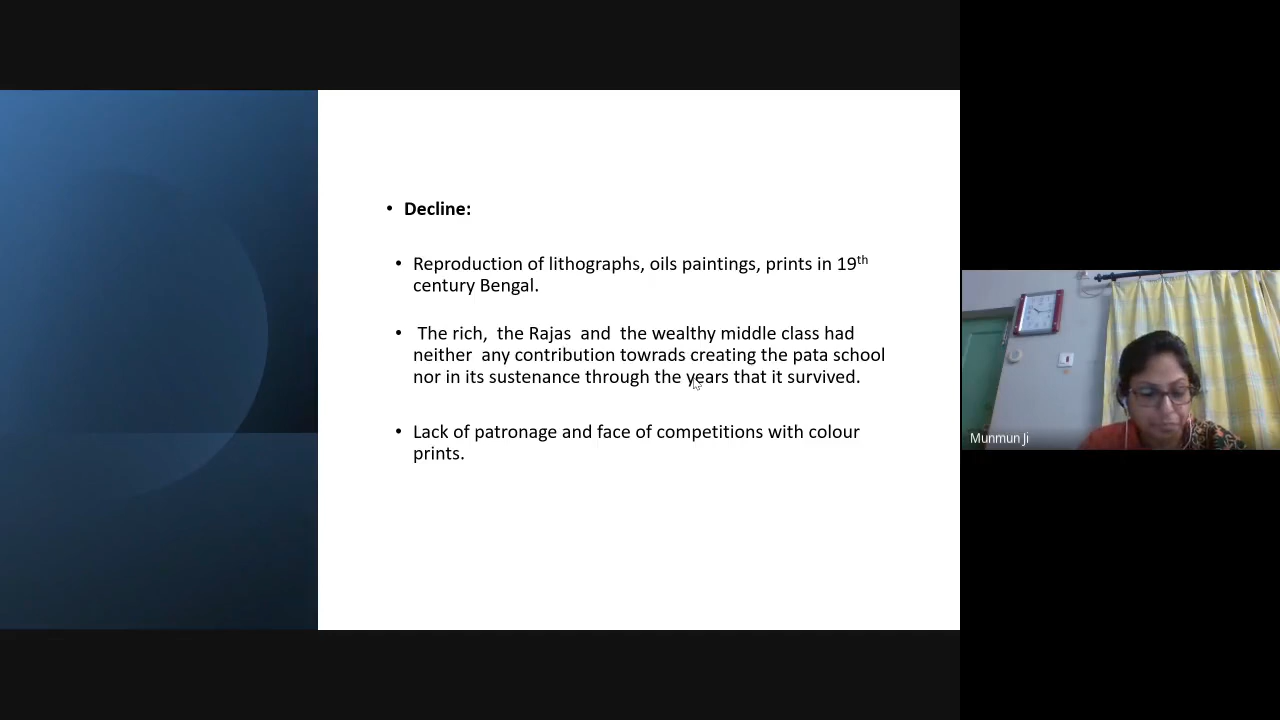 • Decline:
• Reproduction of lithographs, oils paintings, prints in 19th
century Bengal.
• The rich, the Rajas and the wealthy middle class had
neither any contribution towrads creating the pata school
nor in its sustenance through the years that it survived.
• Lack of patronage and face of competitions with colour
prints.
Munmun Ji